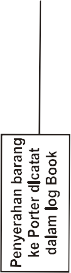 Penyerahan barang
ke Porter dicatat
dalam log Book